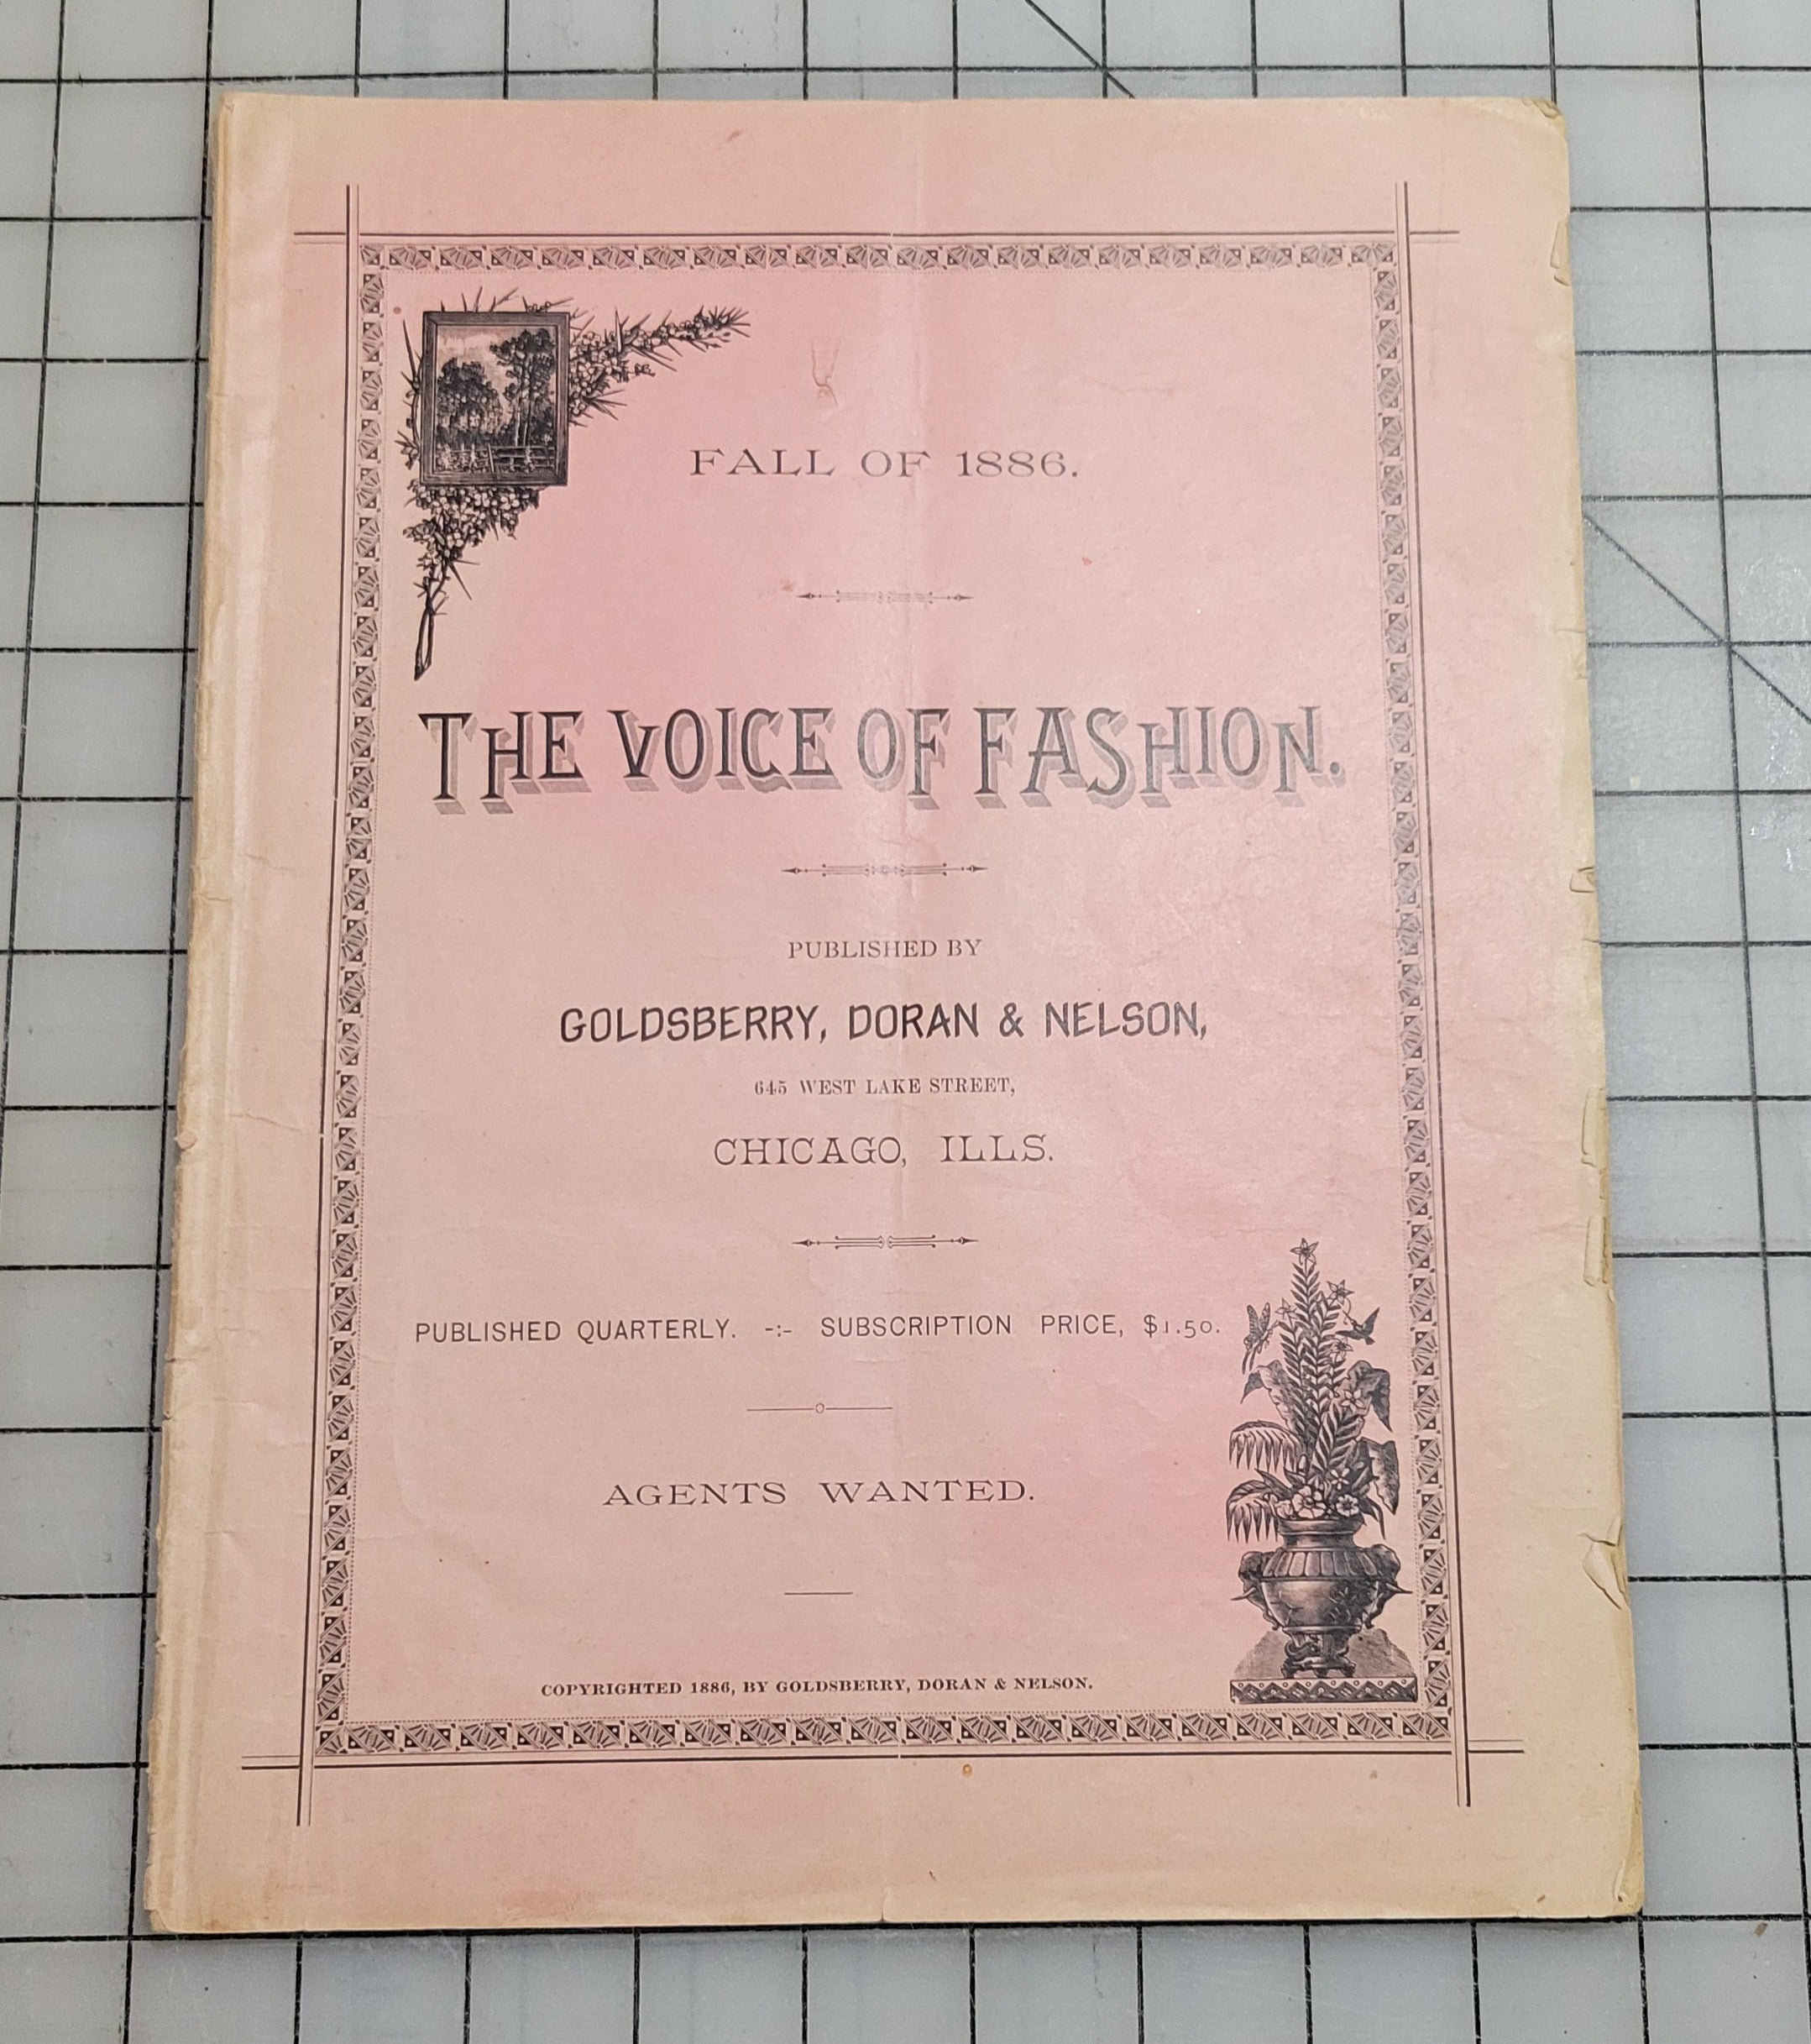 FALL OF 1886.
THE VOICE OF FASHION.
PUBLISHED BY
GOLDSBERRY, DORAN & NELSON,
645 WEST LAKE STREET,
CHICAGO, ILLS.
PUBLISHED QUARTERLY. -:- SUBSCRIPTION PRICE, $1.50.
AGENTS WANTED.
COPYRIGHTED 1886, BY GOLDSBERRY, DORAN & NELSON.